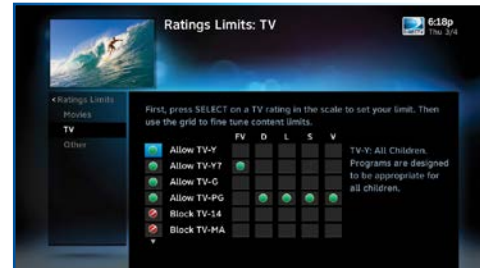 Ratings Limits: TV
6:18p
Thu 3/4
<Ratings Limits
Movies
TV
Other
First, press SELECT on a TV rating in the scale to set your limit. Then
use the grid to fine tune content limits.
FV D L S V
Allow TV-Y
Allow TV-Y7
Allow TV-G
Allow TV-PG
Block TV-14
Block TV-MA
TV-Y: All Children.
Programs are designed
to be appropriate for
all children.